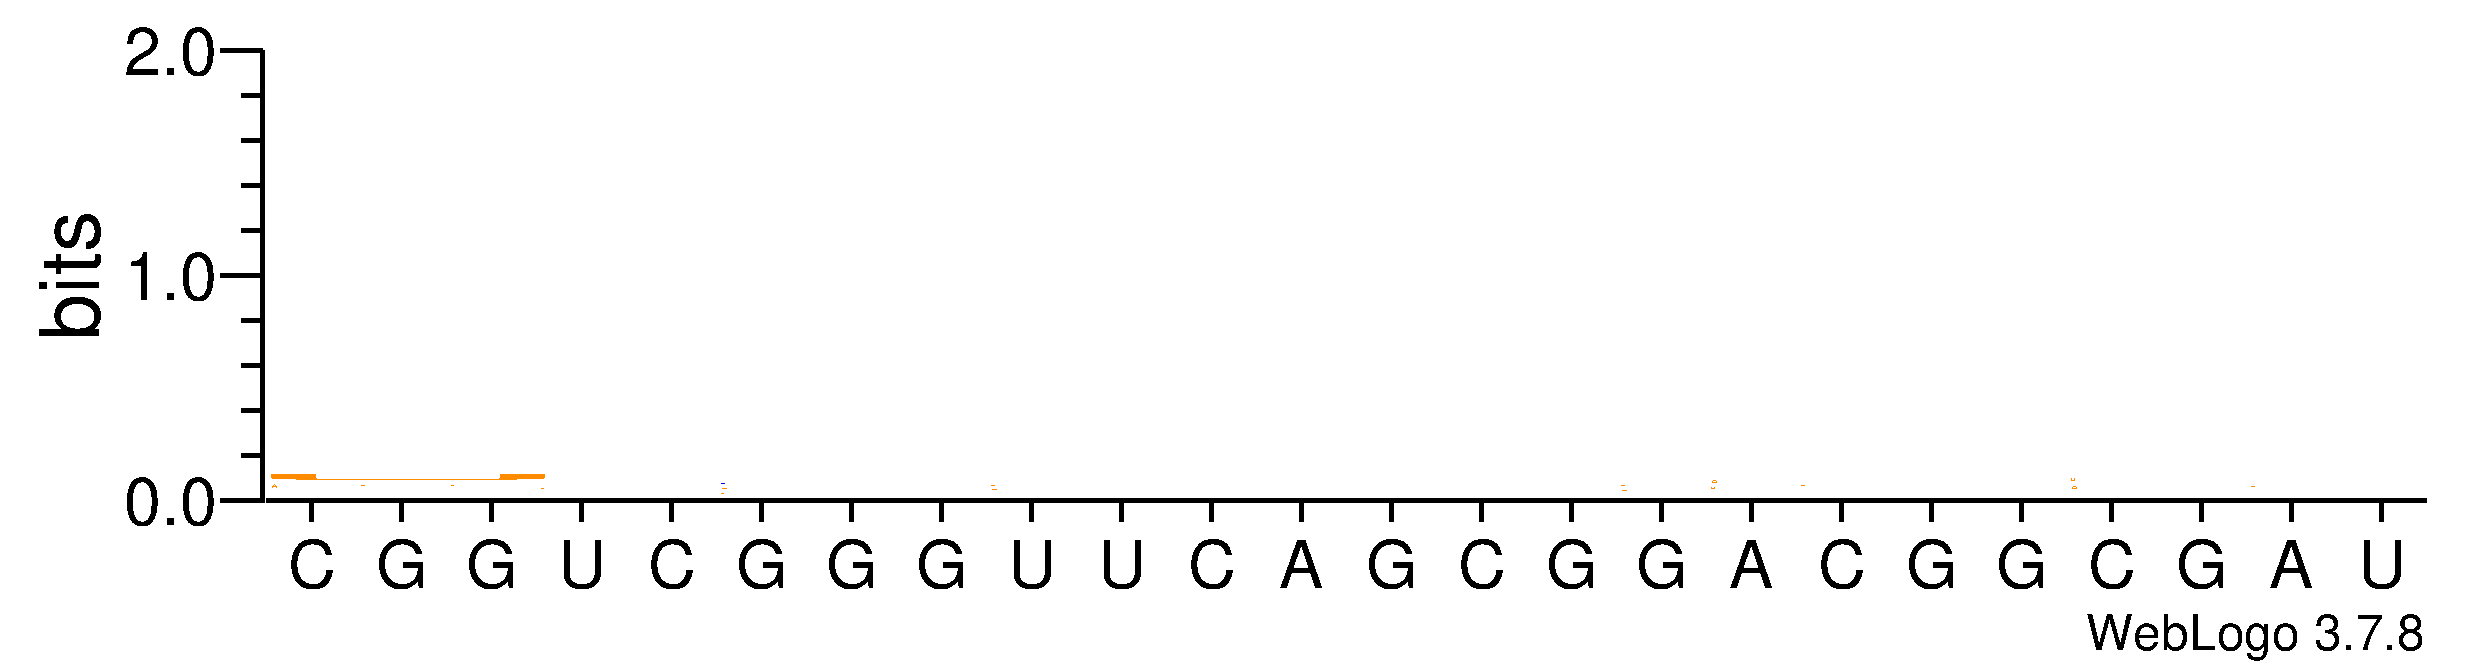 2.0
1.0
0.0
bits
C G G U C G G G U U C A G C G G A C G G C G A U
WebLogo 3.7.8